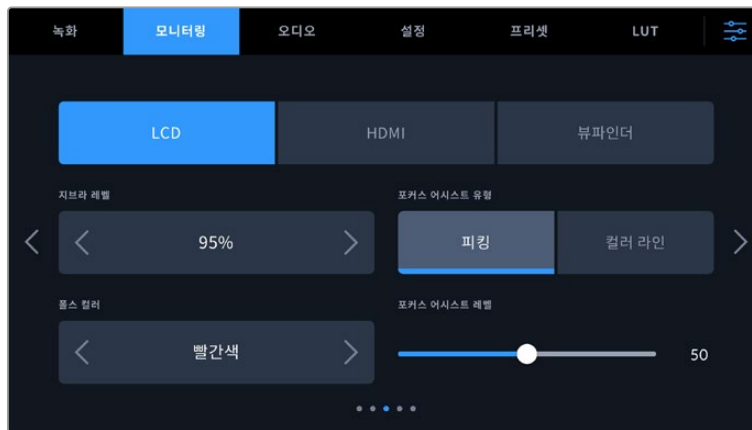 녹화 모니터링 오디오 설정 프리셋 LUT
LCD HDMI 뷰파인더
지브라 레벨 포커스 어시스트 유형
95% 피킹 컬러 라인
폴스 컬러 포커스 어시스트 레벨
빨간색 50